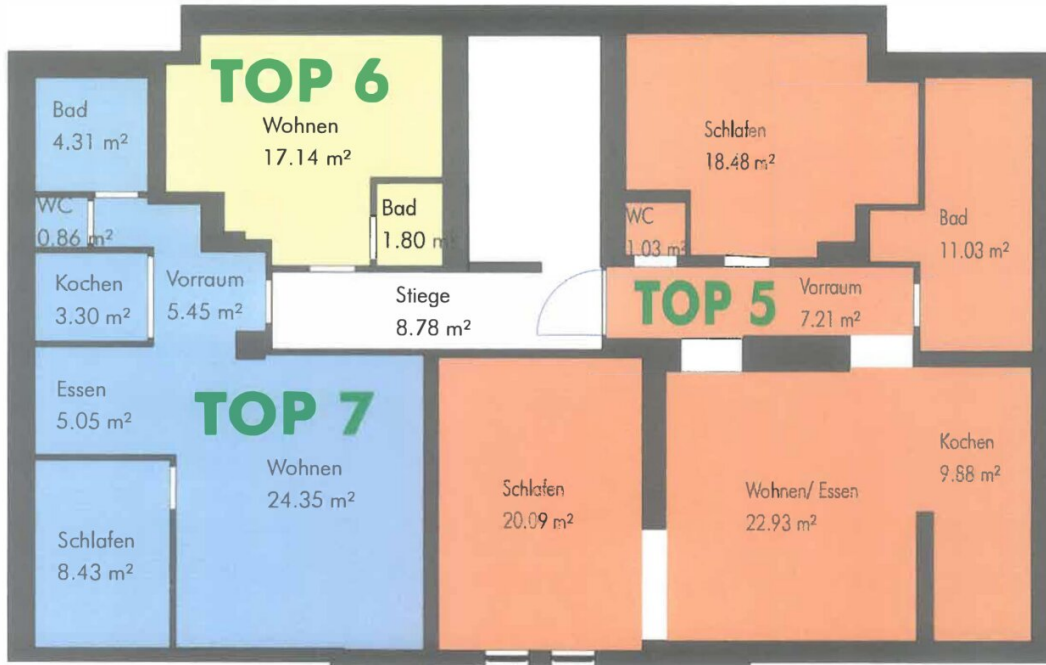 TOP 6
Wohnen
17.14 m²
Bad
4.31 m²
Schlafen
18.48 m²
WC
0.86 m²
Bad
1.80 m²
WC
1.03 m²
Bad
11.03 m²
Kochen
3.30 m²
Vorraum
5.45 m²
Stiege
8.78 m²
TOP 5
Vorraum
7.21 m²
Essen
5.05 m²
TOP 7
Wohnen
24.35 m²
Schlafen
20.09 m²
Wohnen/ Essen
22.93 m²
Kochen
9.88 m²
Schlafen
8.43 m²